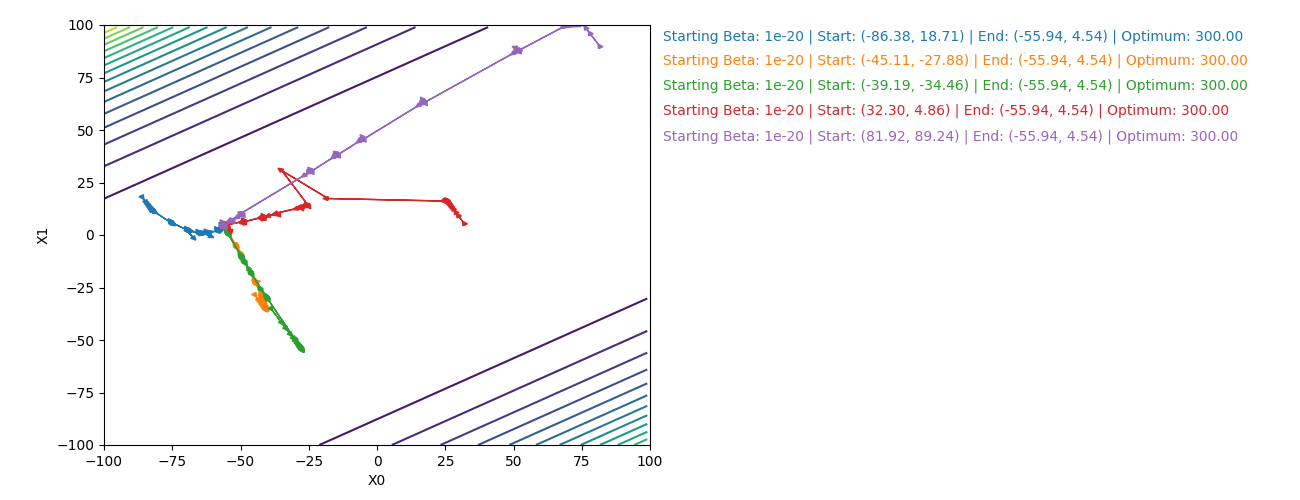 100
75
50
25
0
−25
−50
−75
−100
X1
−100
−75
−50
−25
0
25
50
75
100
X0
Starting Beta: 1e-20 | Start: (-86.38, 18.71) | End: (-55.94, 4.54) | Optimum: 300.00
Starting Beta: 1e-20 | Start: (-45.11, -27.88) | End: (-55.94, 4.54) | Optimum: 300.00
Starting Beta: 1e-20 | Start: (-39.19, -34.46) | End: (-55.94, 4.54) | Optimum: 300.00
Starting Beta: 1e-20 | Start: (32.30, 4.86) | End: (-55.94, 4.54) | Optimum: 300.00
Starting Beta: 1e-20 | Start: (81.92, 89.24) | End: (-55.94, 4.54) | Optimum: 300.00